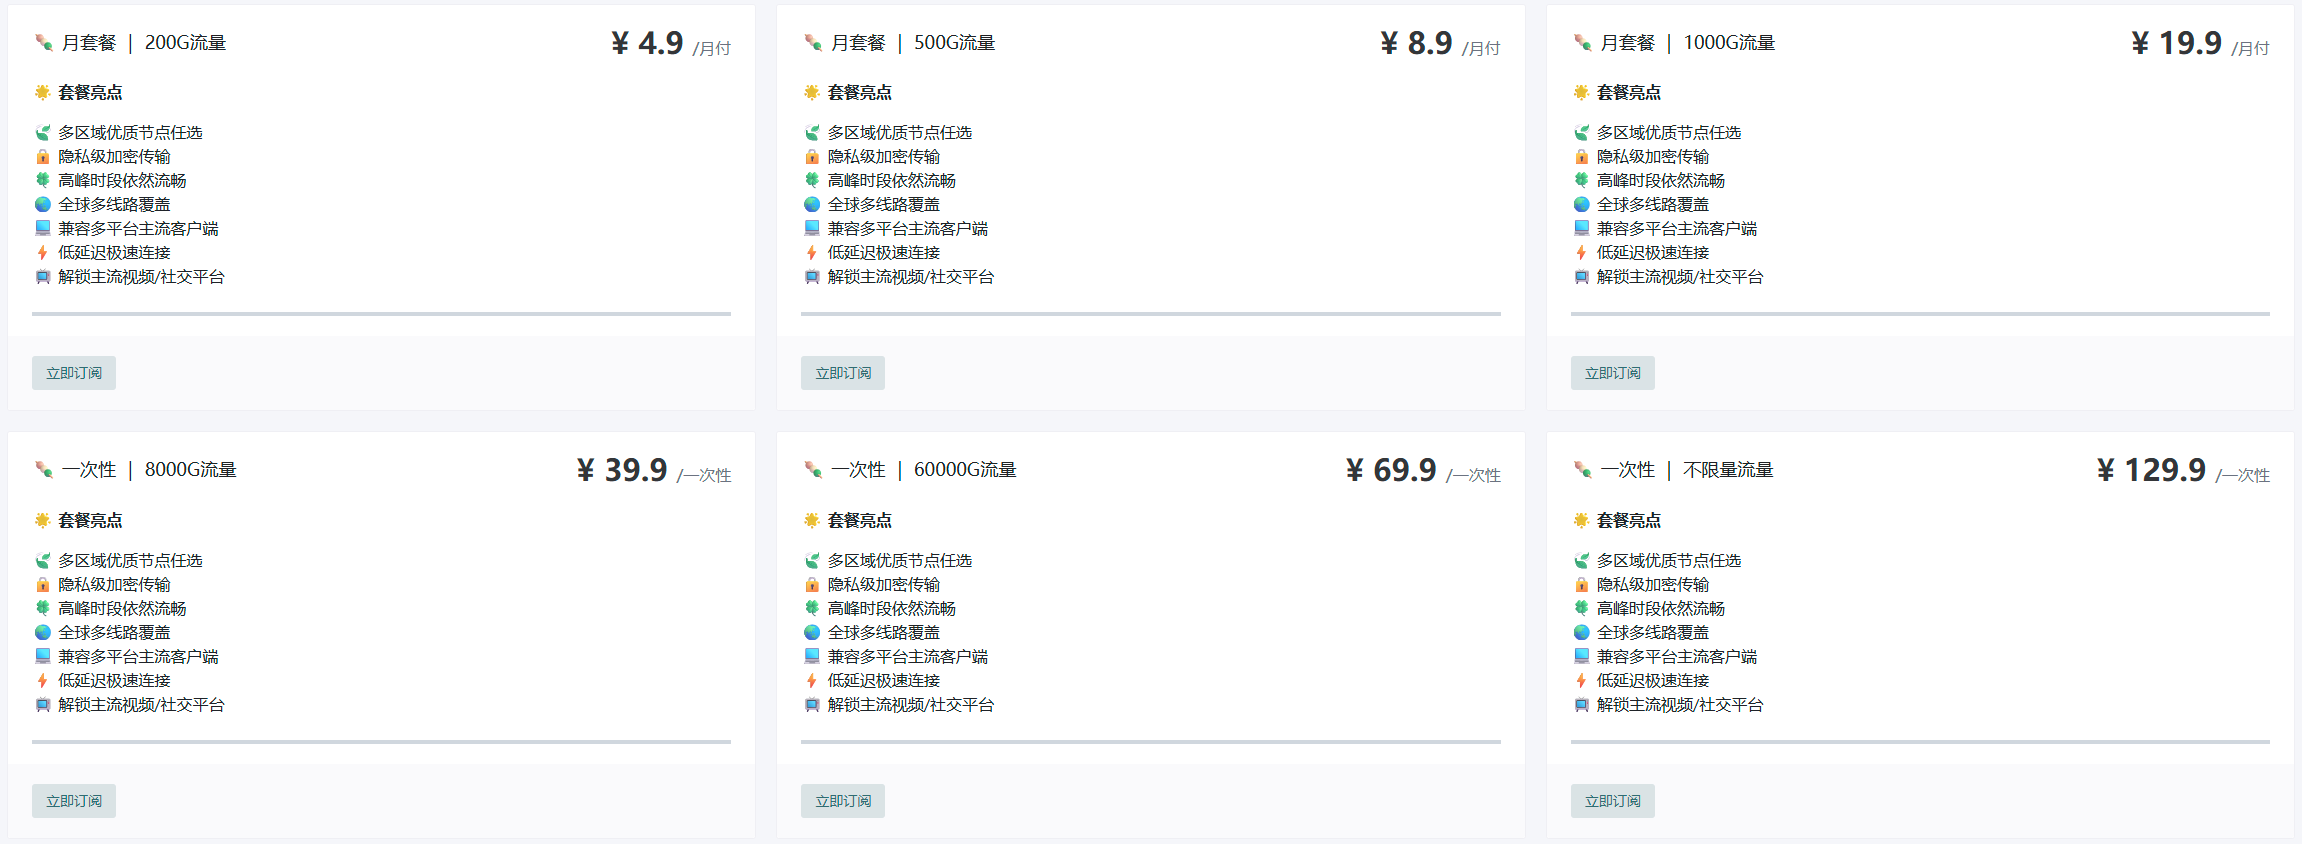 月套餐 | 200G流量
¥ 4.9 /月付
套餐亮点
多区域优质节点任选
隐私级加密传输
高峰时段依然流畅
全球多线路覆盖
兼容多平台主流客户端
低延迟极速连接
解锁主流视频/社交平台
立即订阅
月套餐 | 500G流量
¥ 8.9 /月付
套餐亮点
多区域优质节点任选
隐私级加密传输
高峰时段依然流畅
全球多线路覆盖
兼容多平台主流客户端
低延迟极速连接
解锁主流视频/社交平台
立即订阅
月套餐 | 1000G流量
¥ 19.9 /月付
套餐亮点
多区域优质节点任选
隐私级加密传输
高峰时段依然流畅
全球多线路覆盖
兼容多平台主流客户端
低延迟极速连接
解锁主流视频/社交平台
立即订阅
一次性 | 8000G流量
¥ 39.9 /一次性
套餐亮点
多区域优质节点任选
隐私级加密传输
高峰时段依然流畅
全球多线路覆盖
兼容多平台主流客户端
低延迟极速连接
解锁主流视频/社交平台
立即订阅
一次性 | 60000G流量
¥ 69.9 /一次性
套餐亮点
多区域优质节点任选
隐私级加密传输
高峰时段依然流畅
全球多线路覆盖
兼容多平台主流客户端
低延迟极速连接
解锁主流视频/社交平台
立即订阅
一次性 | 不限量流量
¥ 129.9 /一次性
套餐亮点
多区域优质节点任选
隐私级加密传输
高峰时段依然流畅
全球多线路覆盖
兼容多平台主流客户端
低延迟极速连接
解锁主流视频/社交平台
立即订阅